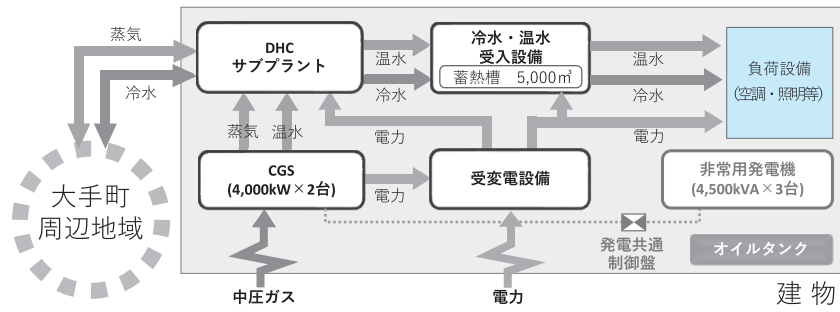 蒸気
冷水
大手町
周辺地域
DHC
サブプラント
温水
冷水
冷水・温水
受入設備
蓄熱槽 5,000㎥
温水
冷水
電力
負荷設備
(空調・照明等)
蒸気
温水
電力
CGS
(4,000kW×2台)
電力
受変電設備
非常用発電機
(4,500kVA×3台)
発電共通
制御盤
オイルタンク
中圧ガス
電力
建物